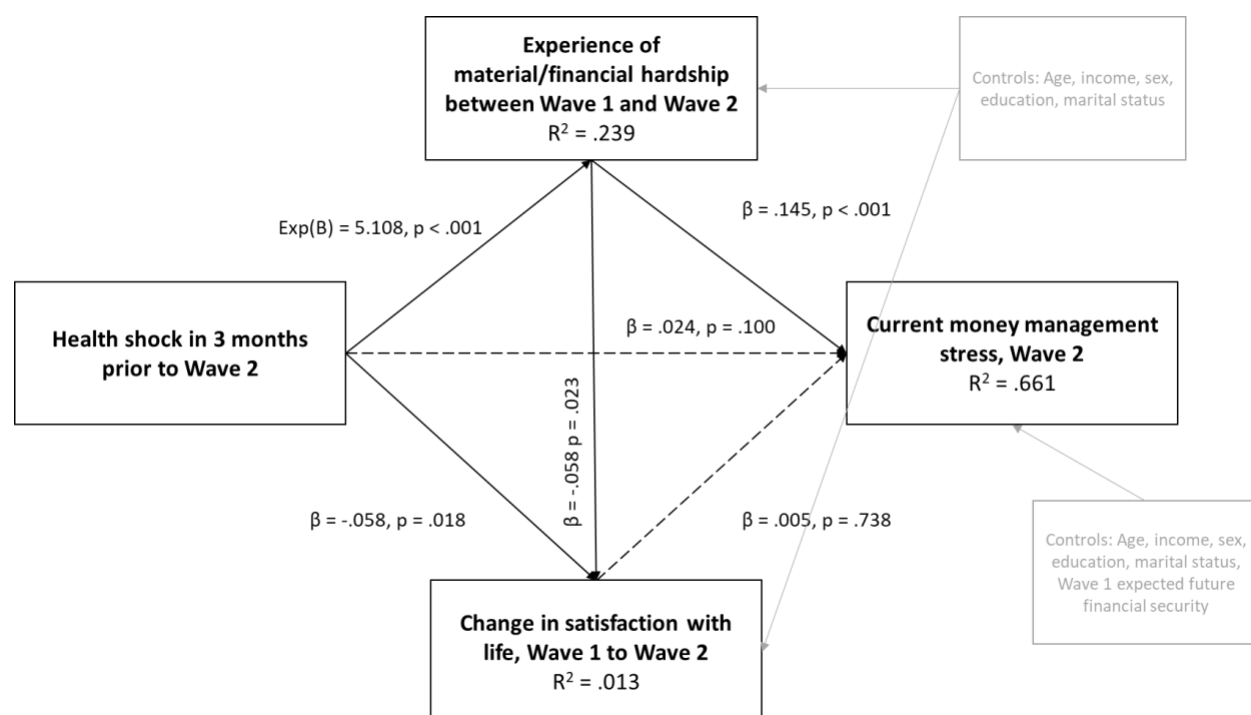 Experience of
material/financial hardship
between Wave 1 and Wave 2
R² = .239
Controls: Age, income, sex,
education, marital status
Exp(B) = 5.108, p < .001
β = .145, p < .001
Health shock in 3 months
prior to Wave 2
β = .024, p = .100
Current money management
stress, Wave 2
R² = .661
β = -.058 p = .023
β = -.058, p = .018
β = .005, p = .738
Controls: Age, income, sex,
education, marital status,
Wave 1 expected future
financial security
Change in satisfaction with
life, Wave 1 to Wave 2
R² = .013